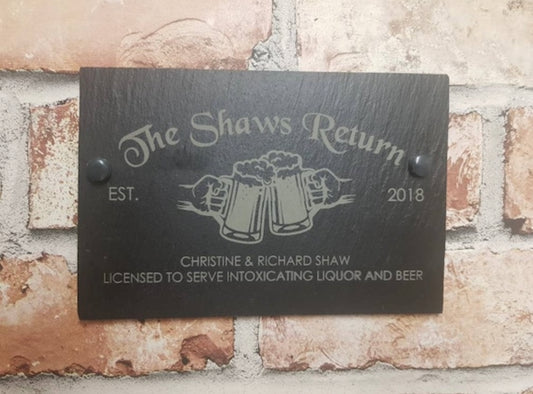 The Shaws Return
EST. 2018
CHRISTINE & RICHARD SHAW
LICENSED TO SERVE INTOXICATING LIQUOR AND BEER